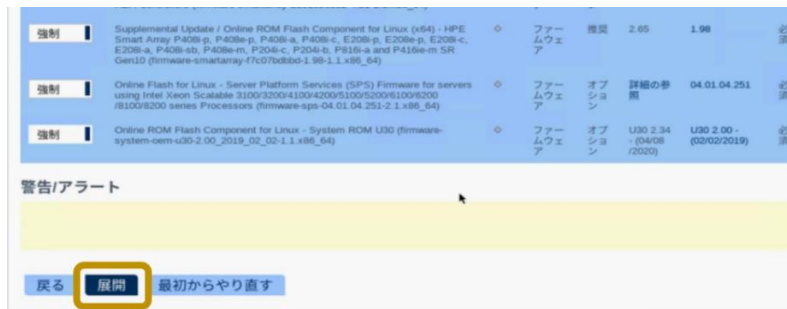 強制
Supplemental Update / Online ROM Flash Component for Linux (x64) - HPE
Smart Array P408i-p, P408e-p, P408i-a, P408i-c, E208i-p, E208e-p, E208i-c,
E208i-a, P408i-sb, P408e-m, P204i-c, P204i-b, P816i-a and P416ie-m SR
Gen10 (firmware-smartarray-f7c07bdbbd-1.98-1.1.x86_64)
ファー
ムウェ
ア
推奨
2.65
1.98
強制
Online Flash for Linux - Server Platform Services (SPS) Firmware for servers
using Intel Xeon Scalable 3100/3200/4100/4200/5100/5200/6100/6200
/8100/8200 series Processors (firmware-sps-04.01.04.251-2.1.x86_64)
ファー
ムウェ
ア
オプ
ショ
ン
詳細の参
照
04.01.04.251
強制
Online ROM Flash Component for Linux - System ROM U30 (firmware-
system-oem-u30-2.00_2019_02_02-1.1.x86_64)
ファー
ムウェ
ア
オプ
ショ
ン
U30 2.34
- (04/08
/2020)
U30 2.00 -
(02/02/2019)
警告/アラート
戻る 展開 最初からやり直す